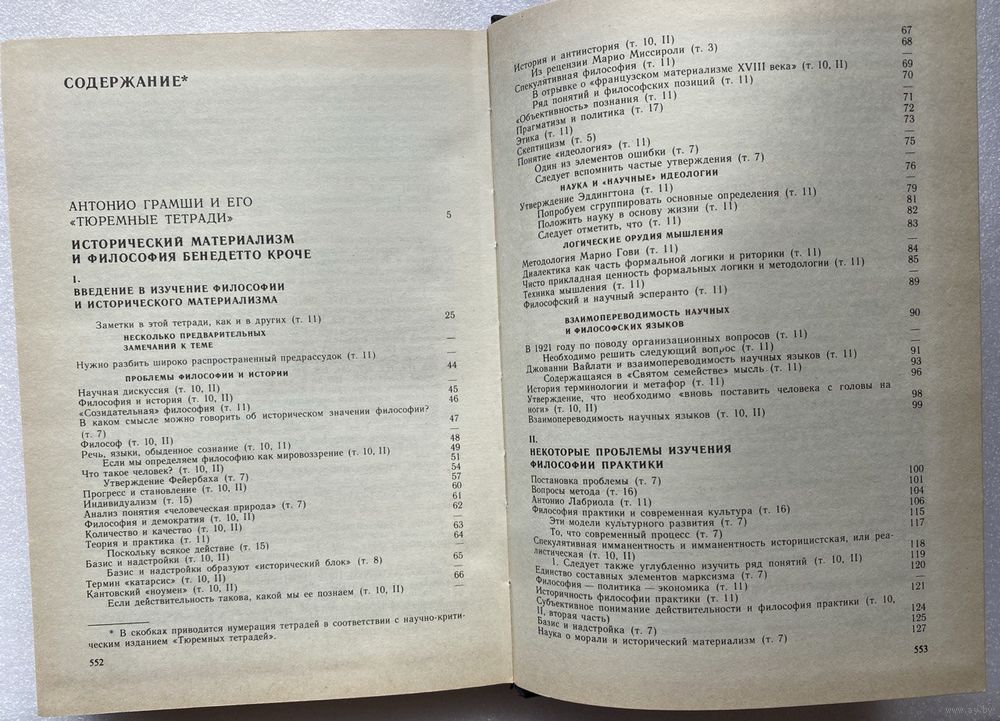 СОДЕРЖАНИЕ*
АНТОНИО ГРАМШИ И ЕГО
«ТЮРЕМНЫЕ ТЕТРАДИ» 5
ИСТОРИЧЕСКИЙ МАТЕРИАЛИЗМ
И ФИЛОСОФИЯ БЕНЕДЕТТО КРОЧЕ
I.
ВВЕДЕНИЕ В ИЗУЧЕНИЕ ФИЛОСОФИИ
И ИСТОРИЧЕСКОГО МАТЕРИАЛИЗМА
Заметки в этой тетради, как и в других (т. 11) 25
НЕСКОЛЬКО ПРЕДВАРИТЕЛЬНЫХ
ЗАМЕЧАНИЙ К ТЕМЕ —
Нужно разбить широко распространенный предрассудок (т. 11) —
ПРОБЛЕМЫ ФИЛОСОФИИ И ИСТОРИИ 44
Научная дискуссия (т. 10, II) —
Философия и история (т. 10, II) 45
«Созидательная» философия (т. 11) 46
В каком смысле можно говорить об историческом значении философии?
(т. 7) 47
Философ (т. 10, II) —
Речь, языки, обыденное сознание (т. 10, II) 48
Если мы определяем философию как мировоззрение (т. 10, II) 49
Что такое человек? (т. 10, II) 51
Утверждение Фейербаха (т. 7) 54
Прогресс и становление (т. 10, II) 57
Индивидуализм (т. 15) 60
Анализ понятия «человеческая природа» (т. 7) 61
Философия и демократия (т. 10, II) 62
Количество и качество (т. 10, II) —
Теория и практика (т. 11) 63
Поскольку всякое действие (т. 15) 64
Базис и надстройки (т. 10, II) —
Базис и надстройки образуют «исторический блок» (т. 8) 65
Термин «катарсис» (т. 10, II) —
Кантовский «ноумен» (т. 10, II) 66
Если действительность такова, какой мы ее познаем (т. 10, II) —
* В скобках приводится нумерация тетрадей в соответствии с научно-крити-
ческим изданием «Тюремных тетрадей».
552
История и антиистория (т. 10, II) 67
Из рецензии Марио Миссироли (т. 3) 68
Спекулятивная философия (т. 11) —
В отрывке о «французском материализме XVIII века» (т. 10, II) 69
Ряд понятий и философских позиций (т. 11) 70
«Объективность» познания (т. 11) —
Прагматизм и политика (т. 17) 71
Этика (т. 11) 72
Скептицизм (т. 5) 73
Понятие «идеология» (т. 11) —
Один из элементов ошибки (т. 7) 75
Следует вспомнить частые утверждения (т. 7) —
НАУКА И «НАУЧНЫЕ» ИДЕОЛОГИИ 76
Утверждение Эддингтона (т. 11) —
Попробуем сгруппировать основные определения (т. 11) 79
Положить науку в основу жизни (т. 11) 81
Следует отметить, что (т. 11) 82
ЛОГИЧЕСКИЕ ОРУДИЯ МЫШЛЕНИЯ 83
Методология Марио Гови (т. 11) —
Диалектика как часть формальной логики и риторики (т. 11) 84
Чисто прикладная ценность формальных логики и методологии (т. 11) 85
Техника мышления (т. 11) —
Философский и научный эсперанто (т. 11) 89
ВЗАИМОПЕРЕВОДИМОСТЬ НАУЧНЫХ
И ФИЛОСОФСКИХ ЯЗЫКОВ 90
В 1921 году по поводу организационных вопросов (т. 11) —
Необходимо решить следующий вопрос (т. 11) —
Джованни Вайлати и взаимопереводимость научных языков (т. 11) 91
Содержащаяся в «Святом семействе» мысль (т. 11) 93
История терминологии и метафор (т. 11) 96
Утверждение, что необходимо «вновь поставить человека с головы на
ноги» (т. 10, II) 98
Взаимопереводимость научных языков (т. 10, II) 99
II.
НЕКОТОРЫЕ ПРОБЛЕМЫ ИЗУЧЕНИЯ
ФИЛОСОФИИ ПРАКТИКИ
Постановка проблемы (т. 7) 100
Вопросы метода (т. 16) 101
Антонио Лабриола (т. 11) 104
Философия практики и современная культура (т. 16) 106
Эти модели культурного развития (т. 7) 115
То, что современный процесс (т. 7) 117
Спекулятивная имманентность и имманентность историцистская, или реа-
листическая (т. 10, II) 118
1. Следует также углубленно изучить ряд понятий (т. 10, II) 119
Единство составных элементов марксизма (т. 7) 120
Философия — политика — экономика (т. 11) —
Историчность философии практики (т. 11) 121
Субъективное понимание действительности и философия практики (т. 10,
II, вторая часть) 124
Базис и надстройка (т. 7) 125
Наука о морали и исторический материализм (т. 7) 127
553
www.ay.by